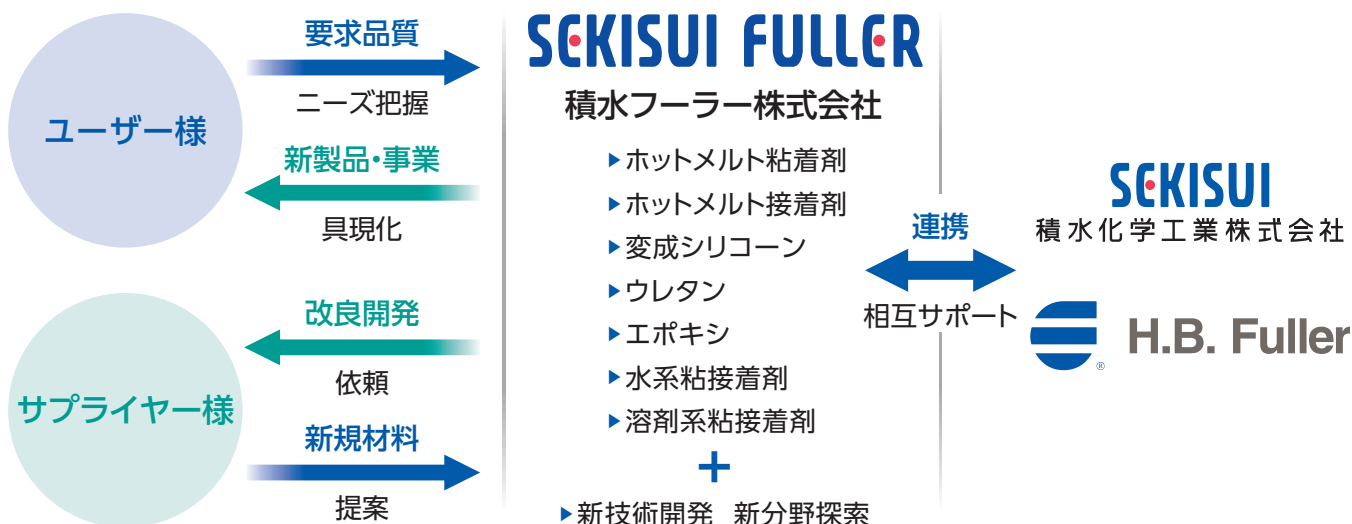 ユーザー様
要求品質
ニーズ把握
新製品・事業
具現化
サプライヤー様
改良開発
依頼
新規材料
提案
SEKISUI FULLER
積水フーラー株式会社
▶ホットメルト粘着剤
▶ホットメルト接着剤
▶変成シリコーン
▶ウレタン
▶エポキシ
▶水系粘接着剤
▶溶剤系粘接着剤
+
▶新技術開発 新分野探索
連携
相互サポート
SEKISUI
積水化学工業株式会社
H.B. Fuller
®